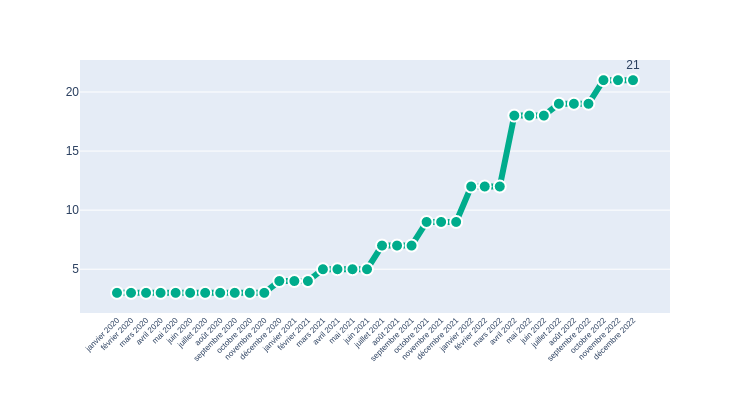 21
20
15
10
5
janvier 2020
février 2020
mars 2020
avril 2020
mai 2020
juin 2020
juillet 2020
août 2020
septembre 2020
octobre 2020
novembre 2020
décembre 2020
janvier 2021
février 2021
mars 2021
avril 2021
mai 2021
juin 2021
juillet 2021
août 2021
septembre 2021
octobre 2021
novembre 2021
décembre 2021
janvier 2022
février 2022
mars 2022
avril 2022
mai 2022
juin 2022
juillet 2022
août 2022
septembre 2022
octobre 2022
novembre 2022
décembre 2022